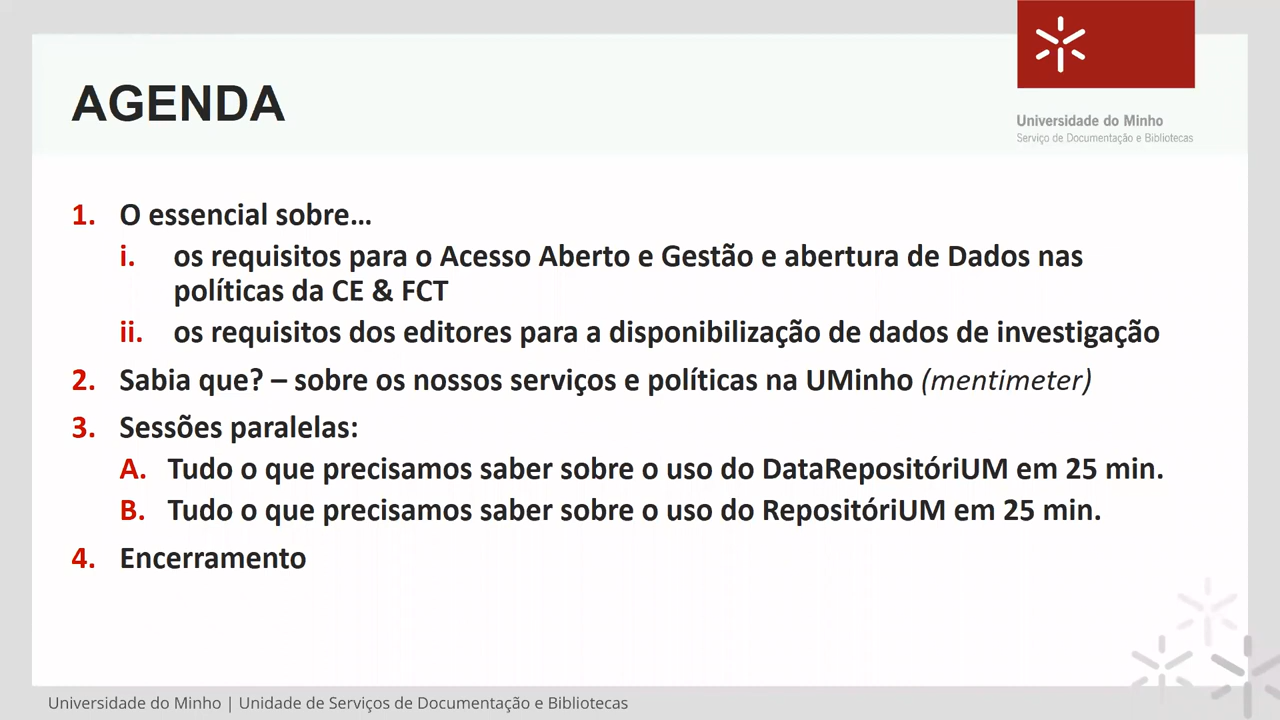 AGENDA
Universidade do Minho
Serviço de Documentação e Bibliotecas
1. O essencial sobre...
i. os requisitos para o Acesso Aberto e Gestão e abertura de Dados nas
políticas da CE & FCT
ii. os requisitos dos editores para a disponibilização de dados de investigação
2. Sabia que? – sobre os nossos serviços e políticas na UMinho (mentimeter)
3. Sessões paralelas:
A. Tudo o que precisamos saber sobre o uso do DataRepositóriUM em 25 min.
B. Tudo o que precisamos saber sobre o uso do RepositóriUM em 25 min.
4. Encerramento
Universidade do Minho | Unidade de Serviços de Documentação e Bibliotecas